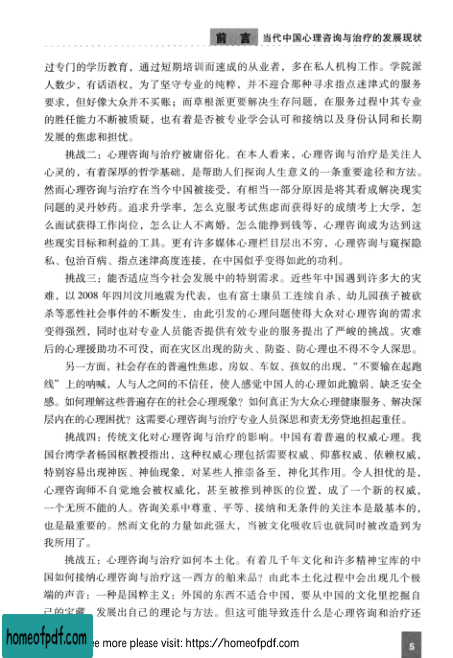 前 言 当代中国心理咨询与治疗的发展现状
过专门的学历教育，通过短期培训而速成的从业者，多在私人机构工作。学院派
人数少，有话语权，为了坚守专业的纯粹，并不迎合那种寻求指点迷津式的服务
要求，但好像大众并不买账；而草根派更要解决生存问题，在服务过程中其专业
的胜任能力不断被质疑，也有着是否被专业学会认可和接纳以及身份认同和长期
发展的焦虑和担忧。
挑战二：心理咨询与治疗被庸俗化。在本人看来，心理咨询与治疗是关注人
心灵的，有着深厚的哲学基础，是帮助人们探询人生意义的一条重要途径和方法。
然而心理咨询与治疗在当今中国被接受，有相当一部分原因是将其看成解决现实
问题的灵丹妙药。追求升学率，怎么克服考试焦虑而获得好的成绩考上大学，怎
么面试获得工作岗位，怎么让人不离婚，怎么能挣到钱等，心理咨询成为达到这
些现实目标和利益的工具。更有许多媒体心理栏目层出不穷，心理咨询与窥探隐
私、包治百病、指点迷津高度连接，在中国似乎变得如此的功利。
挑战三：能否适应当今社会发展中的特别需求。近些年中国遇到许多大的灾
难，以 2008 年四川汶川地震为代表，也有富士康员工连续自杀、幼儿园孩子被砍
杀等恶性社会事件的不断发生，由此引发的心理问题使得大众对心理咨询的需求
变得强烈，同时也对专业人员能否提供有效专业的服务提出了严峻的挑战。灾难
后的心理援助功不可没，而在灾区出现的防火、防盗、防心理也不得不令人深思。
另一方面，社会存在的普遍性焦虑，房奴、车奴、孩奴的出现，“不要输在起跑
线”上的呐喊，人与人之间的不信任，使人感觉中国人的心理如此脆弱、缺乏安全
感。如何理解这些普遍存在的社会心理现象？如何真正为大众心理健康服务、解决深
层内在的心理困扰？这需要心理咨询与治疗专业人员深思和责无旁贷地担起重任。
挑战四：传统文化对心理咨询与治疗的影响。中国有着普遍的权威心理。我
国台湾学者杨国枢教授指出，这种权威心理包括需要权威、仰慕权威、依赖权威，
特别容易出现神医、神仙现象，对某些人推崇备至，神化其作用。令人担忧的是，
心理咨询师不自觉地会被权威化，甚至被推到神医的位置，成了一个新的权威，
一个无所不能的人。咨询关系中尊重、平等、接纳和无条件的关注本是最基本的，
也是最重要的。然而文化的力量如此强大，当被文化吸收后也就同时被改造到为
我所用了。
挑战五：心理咨询与治疗如何本土化。有着几千年文化和许多精神宝库的中
国如何接纳心理咨询与治疗这一西方的舶来品？由此本土化过程中会出现几个极
端的声音：一种是国粹主义：外国的东西不适合中国，要从中国的文化里挖掘自
己的宝藏，发展出自己的理论与方法。但这可能导致连什么是心理咨询和治疗还
homeofpdf.com
ee more please visit: https://homeofpdf.com
5